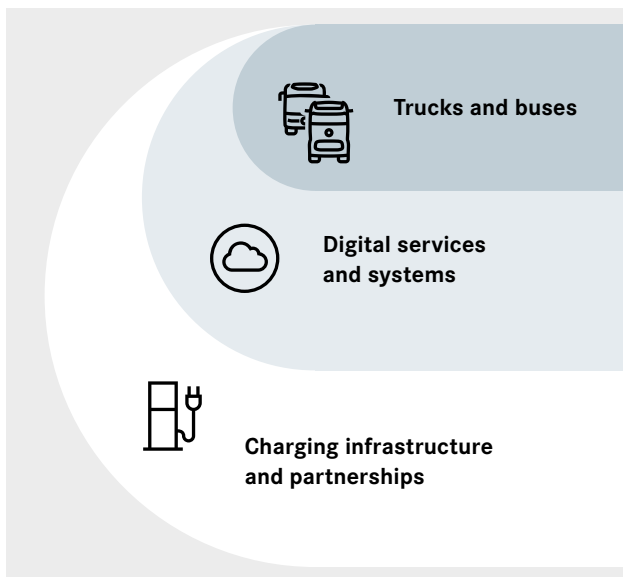 Trucks and buses
Digital services
and systems
Charging infrastructure
and partnerships